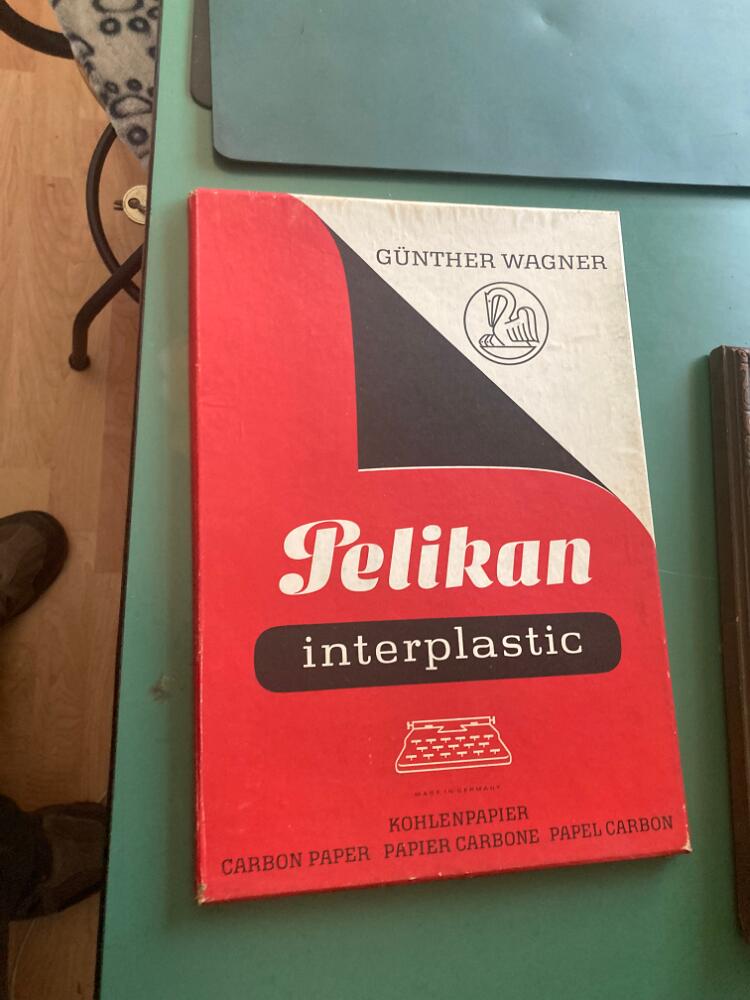 GÜNTHER WAGNER
Pelikan
interplastic
MADE IN GERMANY
KOHLENPAPIER
CARBON PAPER PAPIER CARBONE PAPEL CARBON